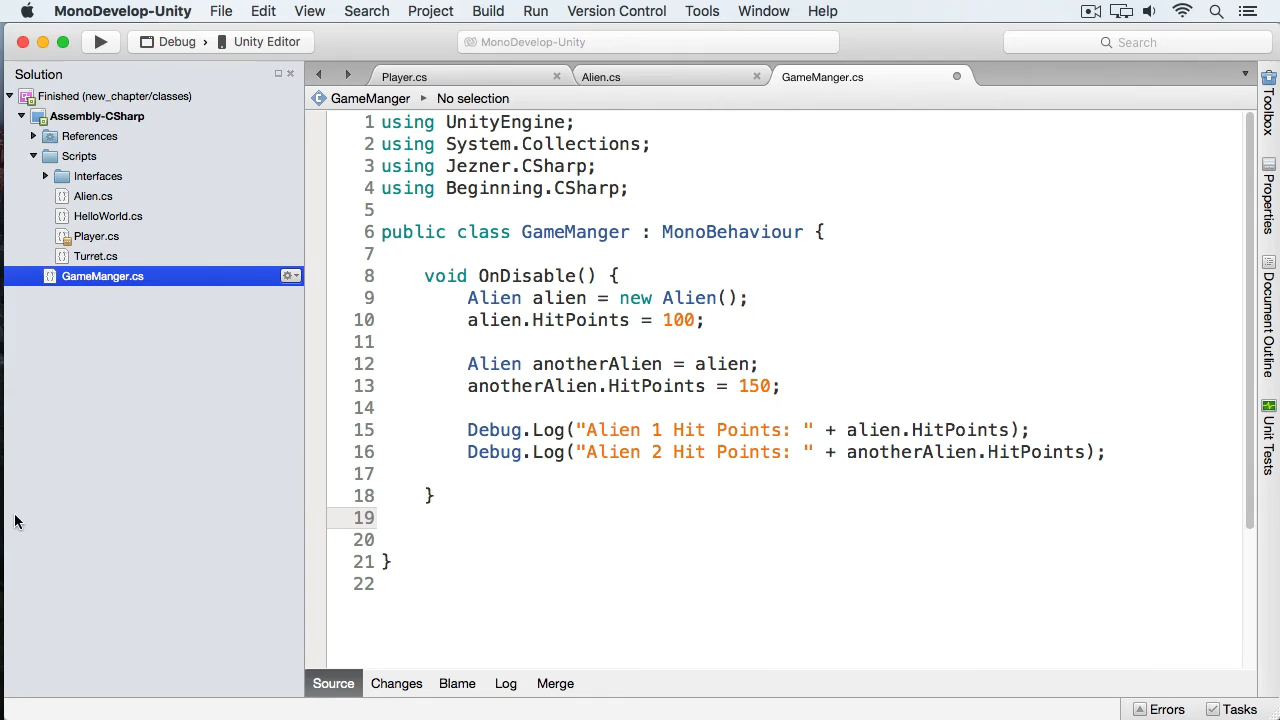 MonoDevelop-Unity File Edit View Search Project Build Run Version Control Tools Window Help
Debug › Unity Editor MonoDevelop-Unity Search
Solution
Finished (new_chapter/classes)
Assembly-CSharp
References
Scripts
Interfaces
Alien.cs
HelloWorld.cs
Player.cs
Turret.cs
GameManger.cs
Player.cs Alien.cs GameManger.cs
GameManger No selection
1 using UnityEngine;
2 using System.Collections;
3 using Jezner.CSharp;
4 using Beginning.CSharp;
5
6 public class GameManger : MonoBehaviour {
7
8 void OnDisable() {
9 Alien alien = new Alien();
10 alien.HitPoints = 100;
11
12 Alien anotherAlien = alien;
13 anotherAlien.HitPoints = 150;
14
15 Debug.Log("Alien 1 Hit Points: " + alien.HitPoints);
16 Debug.Log("Alien 2 Hit Points: " + anotherAlien.HitPoints);
17
18 }
19
20
21 }
22
Source Changes Blame Log Merge
Toolbox
Properties
Document Outline
Unit Tests
Errors Tasks